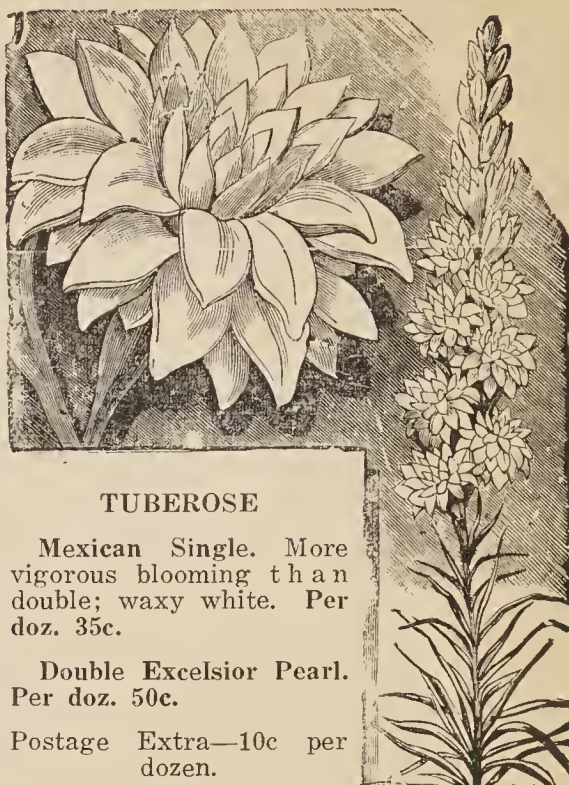 TUBEROSE
Mexican Single. More
vigorous blooming than
double; waxy white. Per
doz. 35c.
Double Excelsior Pearl.
Per doz. 50c.
Postage Extra—10c per
dozen.